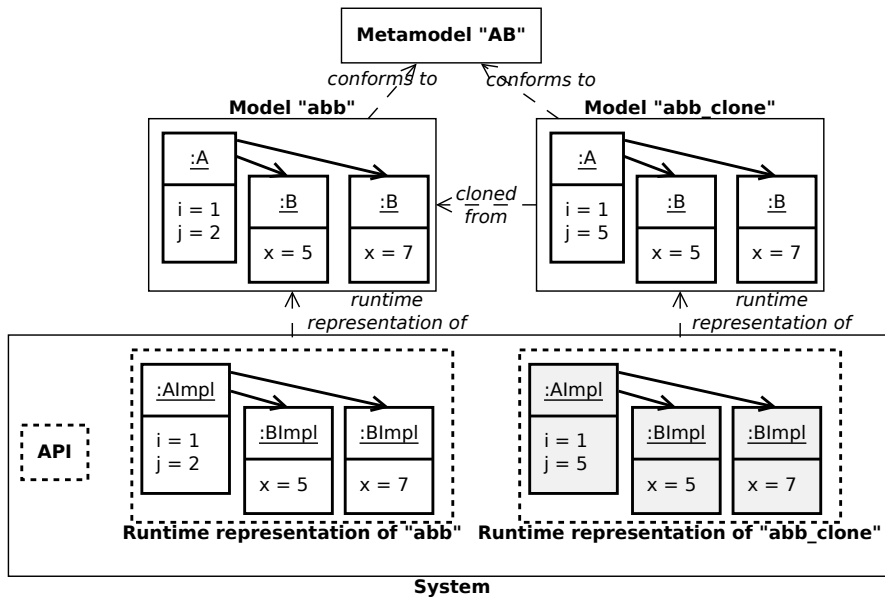 Metamodel "AB"
conforms to
conforms to
Model "abb"
Model "abb_clone"
:A
i = 1
j = 2
:B
x = 5
:B
x = 7
cloned
from
:A
i = 1
j = 5
:B
x = 5
:B
x = 7
runtime
representation of
runtime
representation of
API
:AImpl
i = 1
j = 2
:BImpl
x = 5
:BImpl
x = 7
Runtime representation of "abb"
:AImpl
i = 1
j = 5
:BImpl
x = 5
:BImpl
x = 7
Runtime representation of "abb_clone"
System